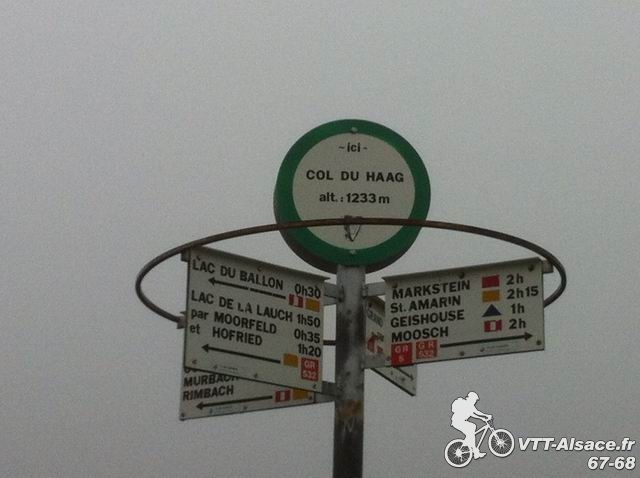 ~ici~
COL DU HAAG
alt.: 1233 m
LAC DU BALLON 0h30
LAC DE LA LAUCH 1h50
par MOORFELD 0h35
et HOFRIED 1h20
GR 532
MURBACH
RIMBACH
GRAND
MARKSTEIN 2h
St. AMARIN 2h15
GEISHOUSE 1h
MOOSCH 2h
GR 5 GR 532
VTT-Alsace.fr
67-68